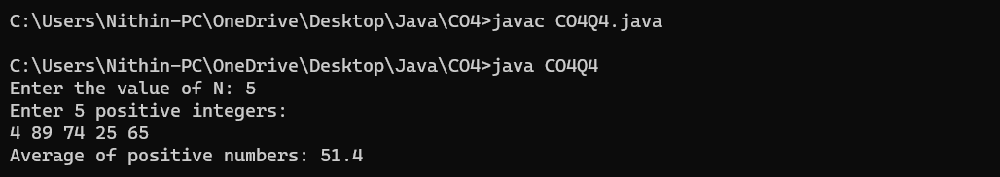 C:\Users\Nithin-PC\OneDrive\Desktop\Java\CO4>javac CO4Q4.java
C:\Users\Nithin-PC\OneDrive\Desktop\Java\CO4>java CO4Q4
Enter the value of N: 5
Enter 5 positive integers:
4 89 74 25 65
Average of positive numbers: 51.4